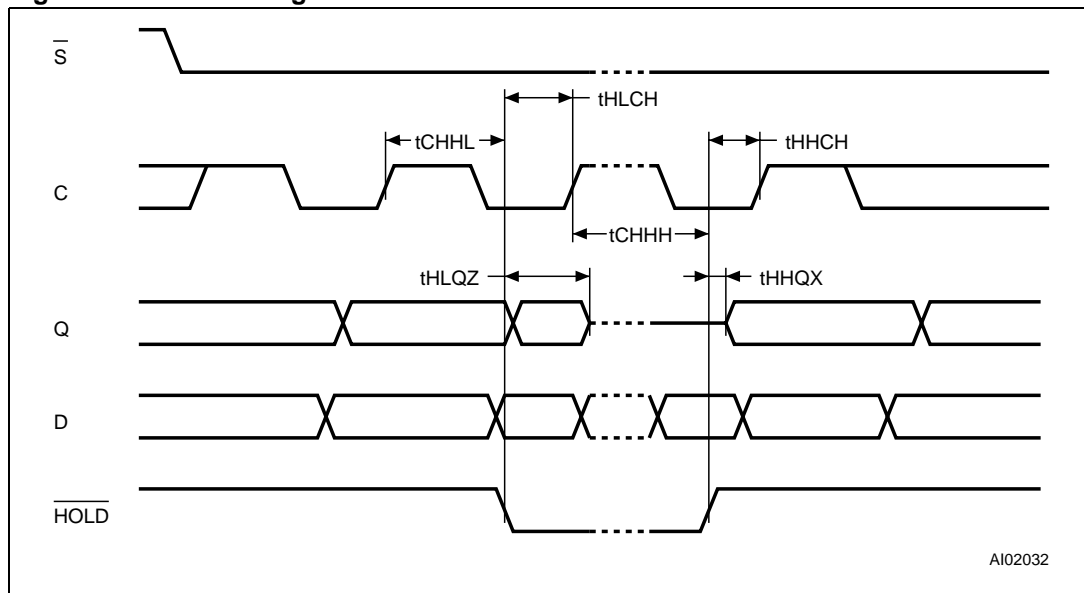 S
tHLCH
tCHHL
tHHCH
C
tCHHH
tHLQZ
tHHQX
Q
D
HOLD
AI02032